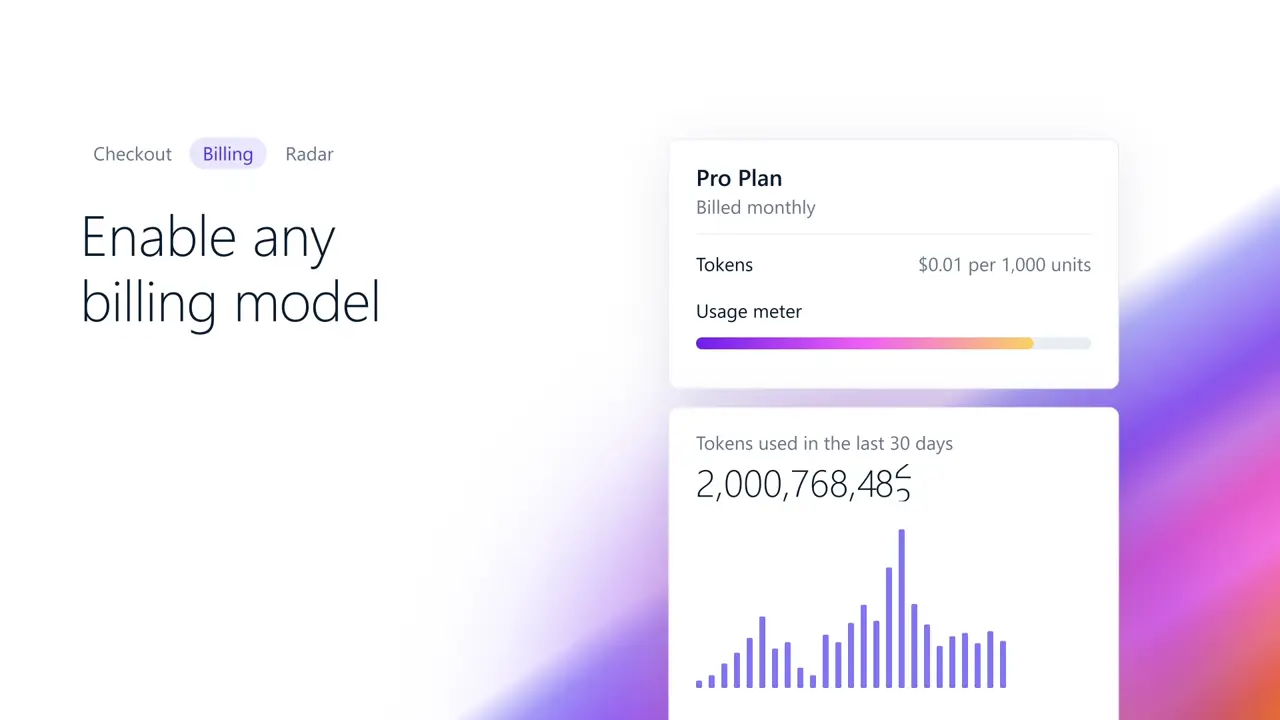 Checkout Billing Radar
Enable any
billing model
Pro Plan
Billed monthly
Tokens $0.01 per 1,000 units
Usage meter
Tokens used in the last 30 days
2,000,768,48